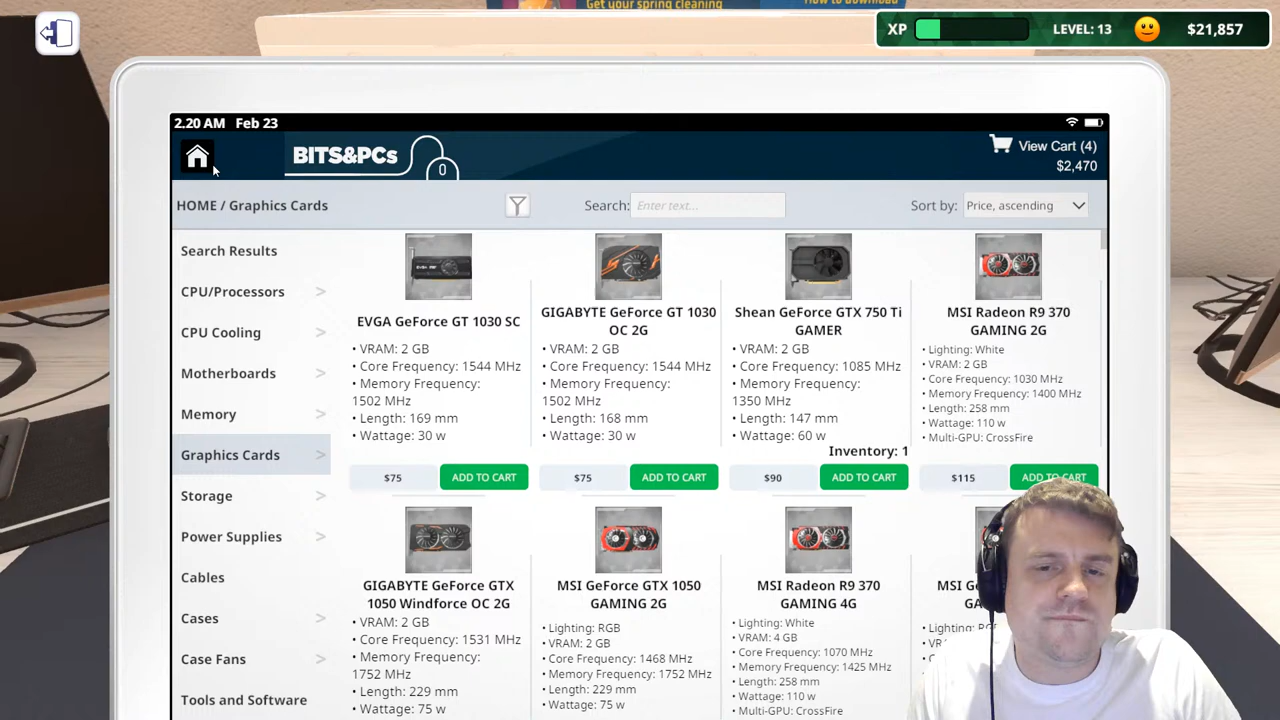 Get your spring cleaning
How to download
XP
LEVEL: 13
$21,857
2.20 AM Feb 23
BITS&PCs
0
View Cart (4)
$2,470
HOME / Graphics Cards
Search:
Enter text...
Sort by:
Price, ascending
Search Results
CPU/Processors >
CPU Cooling >
Motherboards >
Memory >
Graphics Cards >
Storage >
Power Supplies >
Cables
Cases >
Case Fans >
Tools and Software
EVGA GeForce GT 1030 SC
• VRAM: 2 GB
• Core Frequency: 1544 MHz
• Memory Frequency:
1502 MHz
• Length: 169 mm
• Wattage: 30 w
$75
ADD TO CART
GIGABYTE GeForce GT 1030
OC 2G
• VRAM: 2 GB
• Core Frequency: 1544 MHz
• Memory Frequency:
1502 MHz
• Length: 168 mm
• Wattage: 30 w
$75
ADD TO CART
Shean GeForce GTX 750 Ti
GAMER
• VRAM: 2 GB
• Core Frequency: 1085 MHz
• Memory Frequency:
1350 MHz
• Length: 147 mm
• Wattage: 60 w
Inventory: 1
$90
ADD TO CART
MSI Radeon R9 370
GAMING 2G
• Lighting: White
• VRAM: 2 GB
• Core Frequency: 1030 MHz
• Memory Frequency: 1400 MHz
• Length: 258 mm
• Wattage: 110 w
• Multi-GPU: CrossFire
$115
ADD TO CART
GIGABYTE GeForce GTX
1050 Windforce OC 2G
• VRAM: 2 GB
• Core Frequency: 1531 MHz
• Memory Frequency:
1752 MHz
• Length: 229 mm
• Wattage: 75 w
MSI GeForce GTX 1050
GAMING 2G
• Lighting: RGB
• VRAM: 2 GB
• Core Frequency: 1468 MHz
• Memory Frequency: 1752 MHz
• Length: 229 mm
• Wattage: 75 w
MSI Radeon R9 370
GAMING 4G
• Lighting: White
• VRAM: 4 GB
• Core Frequency: 1070 MHz
• Memory Frequency: 1425 MHz
• Length: 258 mm
• Wattage: 110 w
• Multi-GPU: CrossFire
MSI